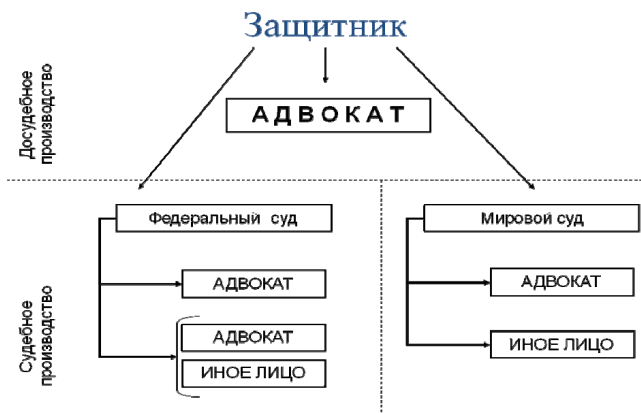 Защитник
Досудебное
производство
АДВОКАТ
Федеральный суд
Мировой суд
Судебное
производство
АДВОКАТ
АДВОКАТ
ИНОЕ ЛИЦО
АДВОКАТ
ИНОЕ ЛИЦО